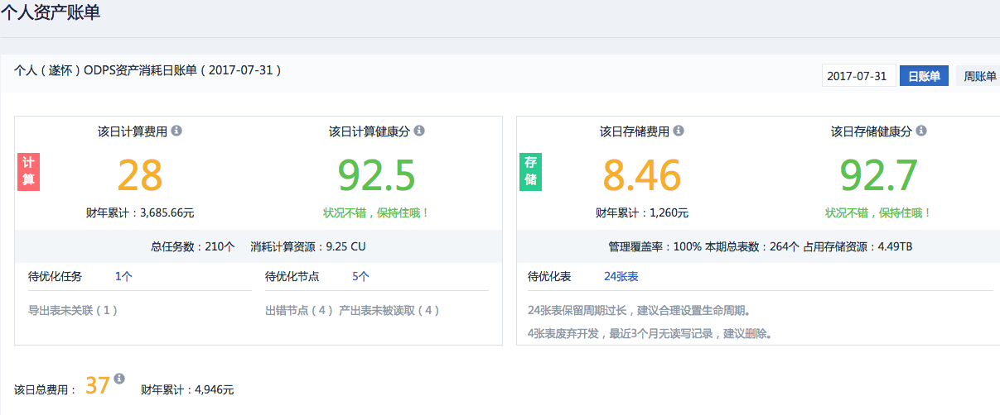 个人资产账单
个人（遂怀）ODPS资产消耗日账单（2017-07-31）
2017-07-31 日账单 周账单
计算
该日计算费用 该日计算健康分
28 92.5
财年累计：3,685.66元 状况不错，保持住哦！
总任务数：210个 消耗计算资源：9.25 CU
待优化任务 1个 待优化节点 5个
导出表未关联（1） 出错节点（4） 产出表未被读取（4）
存储
该日存储费用 该日存储健康分
8.46 92.7
财年累计：1,260元 状况不错，保持住哦！
管理覆盖率：100% 本期总表数：264个 占用存储资源：4.49TB
待优化表 24张表
24张表保留周期过长，建议合理设置生命周期。
4张表废弃开发，最近3个月无读写记录，建议删除。
该日总费用： 37 财年累计：4,946元